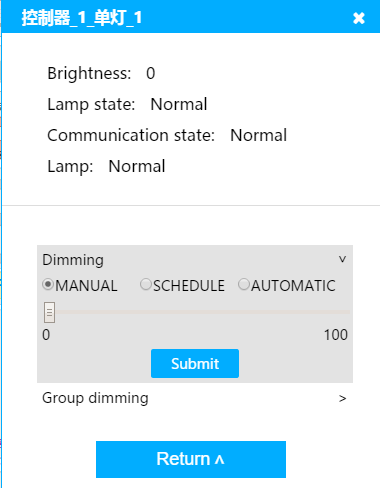 控制器_1_单灯_1
Brightness: 0
Lamp state: Normal
Communication state: Normal
Lamp: Normal
Dimming
MANUAL SCHEDULE AUTOMATIC
0 100
Submit
Group dimming >
Return ˄